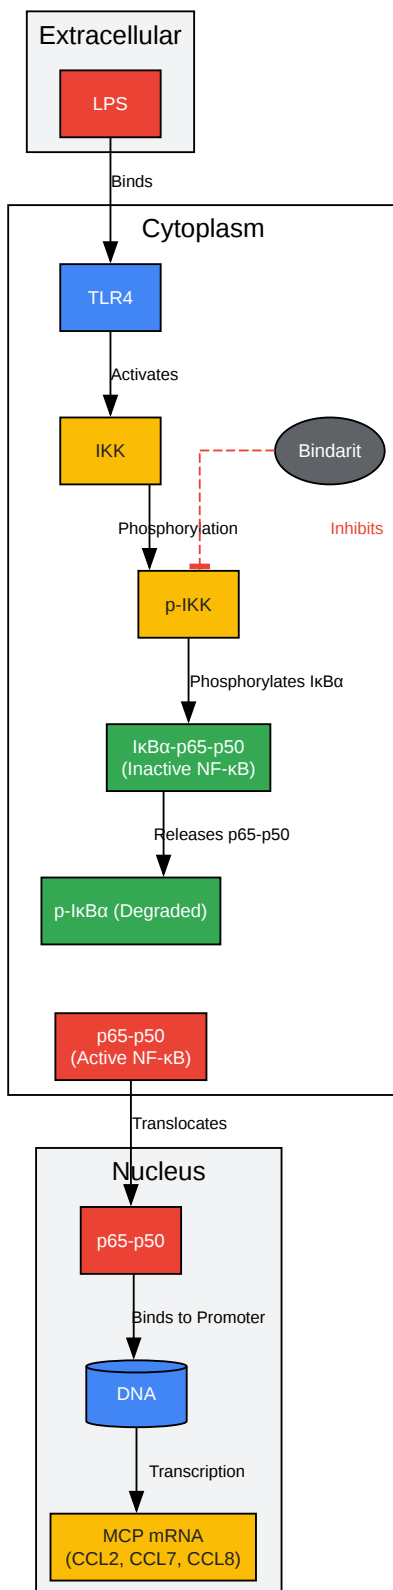 Extracellular
LPS
Binds
Cytoplasm
TLR4
Activates
IKK
Bindarit
Phosphorylation
Inhibits
p-IKK
Phosphorylates IκBα
IκBα-p65-p50
(Inactive NF-κB)
Releases p65-p50
p-IκBα (Degraded)
p65-p50
(Active NF-κB)
Translocates
Nucleus
p65-p50
Binds to Promoter
DNA
Transcription
MCP mRNA
(CCL2, CCL7, CCL8)